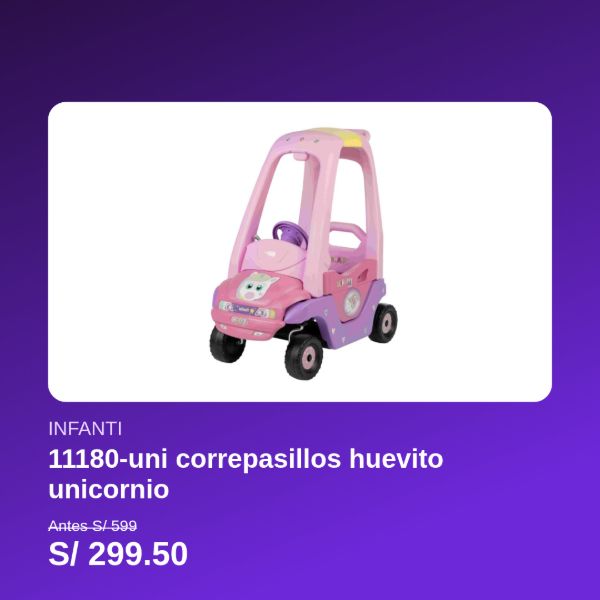 INFANTI
11180-uni correpasillos huevito
unicornio
Antes S/ 599
S/ 299.50